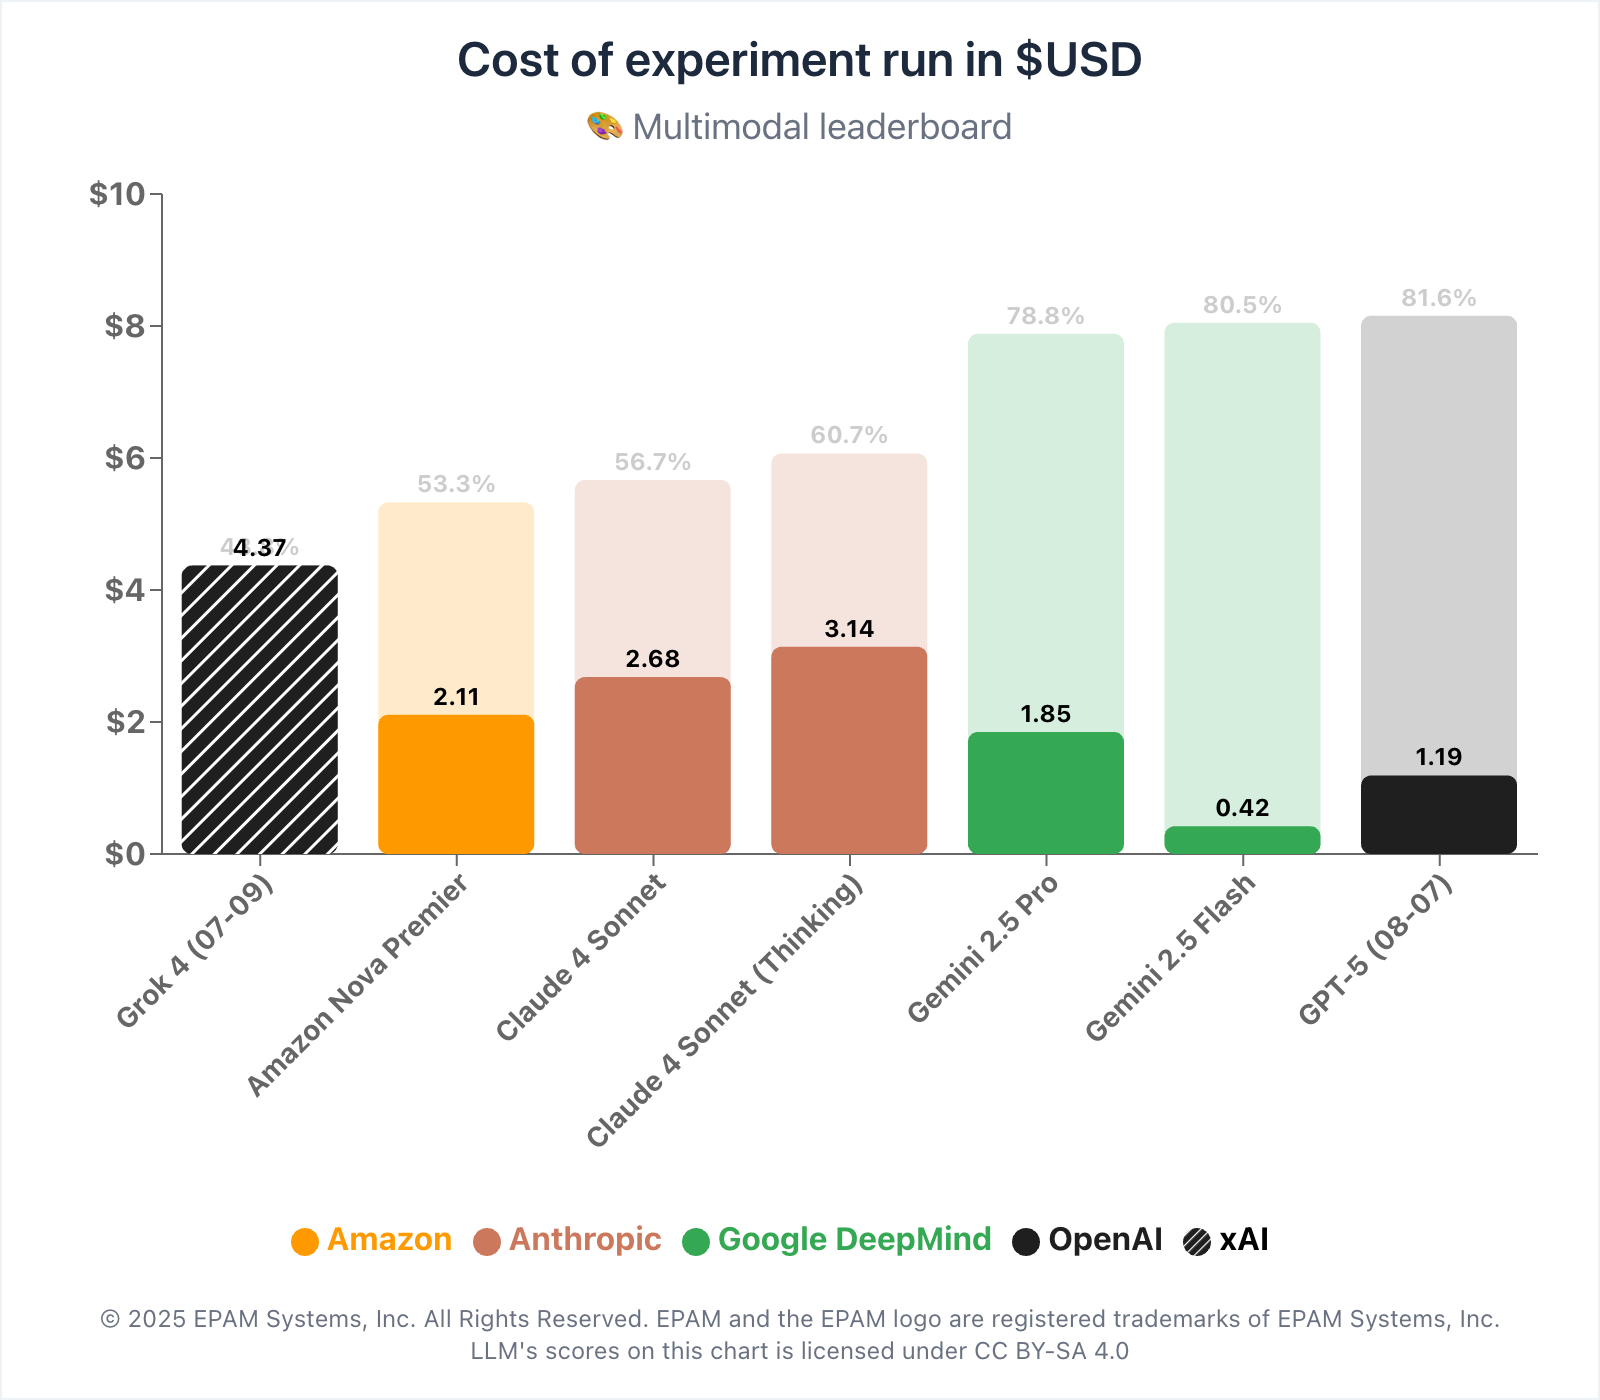 Cost of experiment run in $USD
🎨 Multimodal leaderboard
$10
$8
$6
$4
$2
$0
4.37
53.3%
2.11
56.7%
2.68
60.7%
3.14
78.8%
1.85
80.5%
0.42
81.6%
1.19
Grok 4 (07-09)
Amazon Nova Premier
Claude 4 Sonnet
Claude 4 Sonnet (Thinking)
Gemini 2.5 Pro
Gemini 2.5 Flash
GPT-5 (08-07)
Amazon Anthropic Google DeepMind OpenAI xAI
© 2025 EPAM Systems, Inc. All Rights Reserved. EPAM and the EPAM logo are registered trademarks of EPAM Systems, Inc.
LLM's scores on this chart is licensed under CC BY-SA 4.0